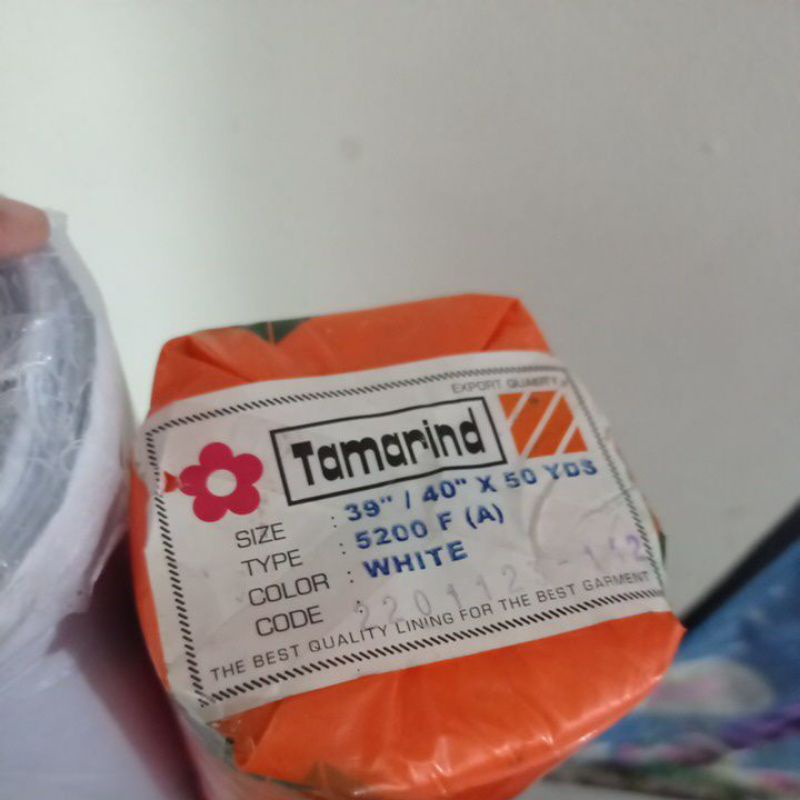 EXPORT QUALITY
Tamarind
SIZE : 39" / 40" X 50 YDS
TYPE : 5200 F (A)
COLOR : WHITE
CODE :
THE BEST QUALITY LINING FOR THE BEST GARMENT